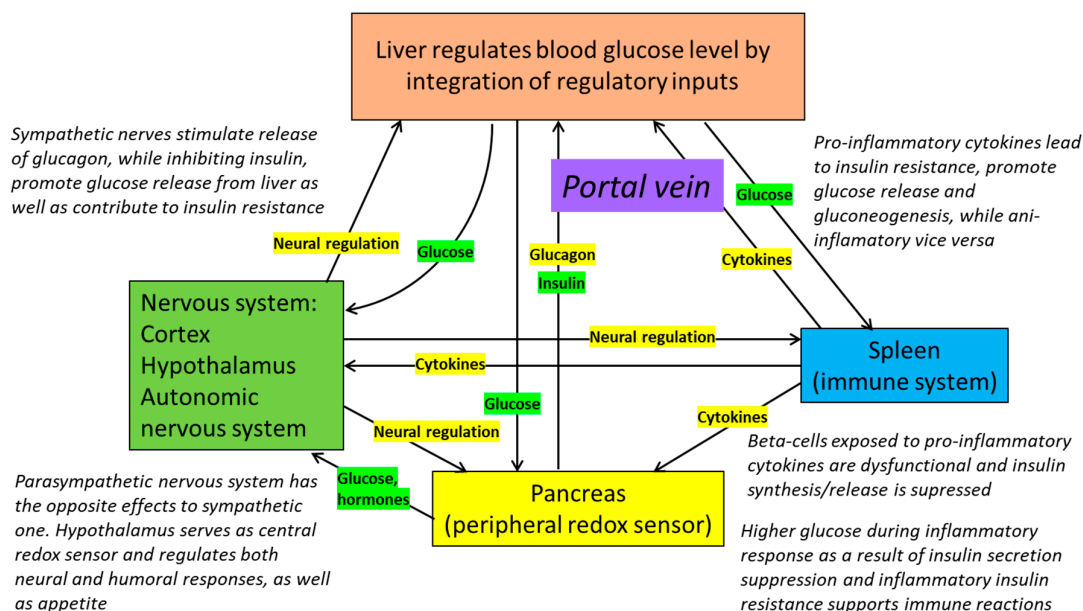 Liver regulates blood glucose level by
integration of regulatory inputs
Sympathetic nerves stimulate release
of glucagon, while inhibiting insulin,
promote glucose release from liver as
well as contribute to insulin resistance
Pro-inflammatory cytokines lead
to insulin resistance, promote
glucose release and
gluconeogenesis, while ani-
inflamatory vice versa
Portal vein
Glucose
Neural regulation
Glucose
Glucagon
Cytokines
Insulin
Nervous system:
Cortex
Hypothalamus
Autonomic
nervous system
Neural regulation
Cytokines
Spleen
(immune system)
Glucose
Cytokines
Neural regulation
Glucose,
hormones
Pancreas
(peripheral redox sensor)
Beta-cells exposed to pro-inflammatory
cytokines are dysfunctional and insulin
synthesis/release is supressed
Parasympathetic nervous system has
the opposite effects to sympathetic
one. Hypothalamus serves as central
redox sensor and regulates both
neural and humoral responses, as well
as appetite
Higher glucose during inflammatory
response as a result of insulin secretion
suppression and inflammatory insulin
resistance supports immune reactions